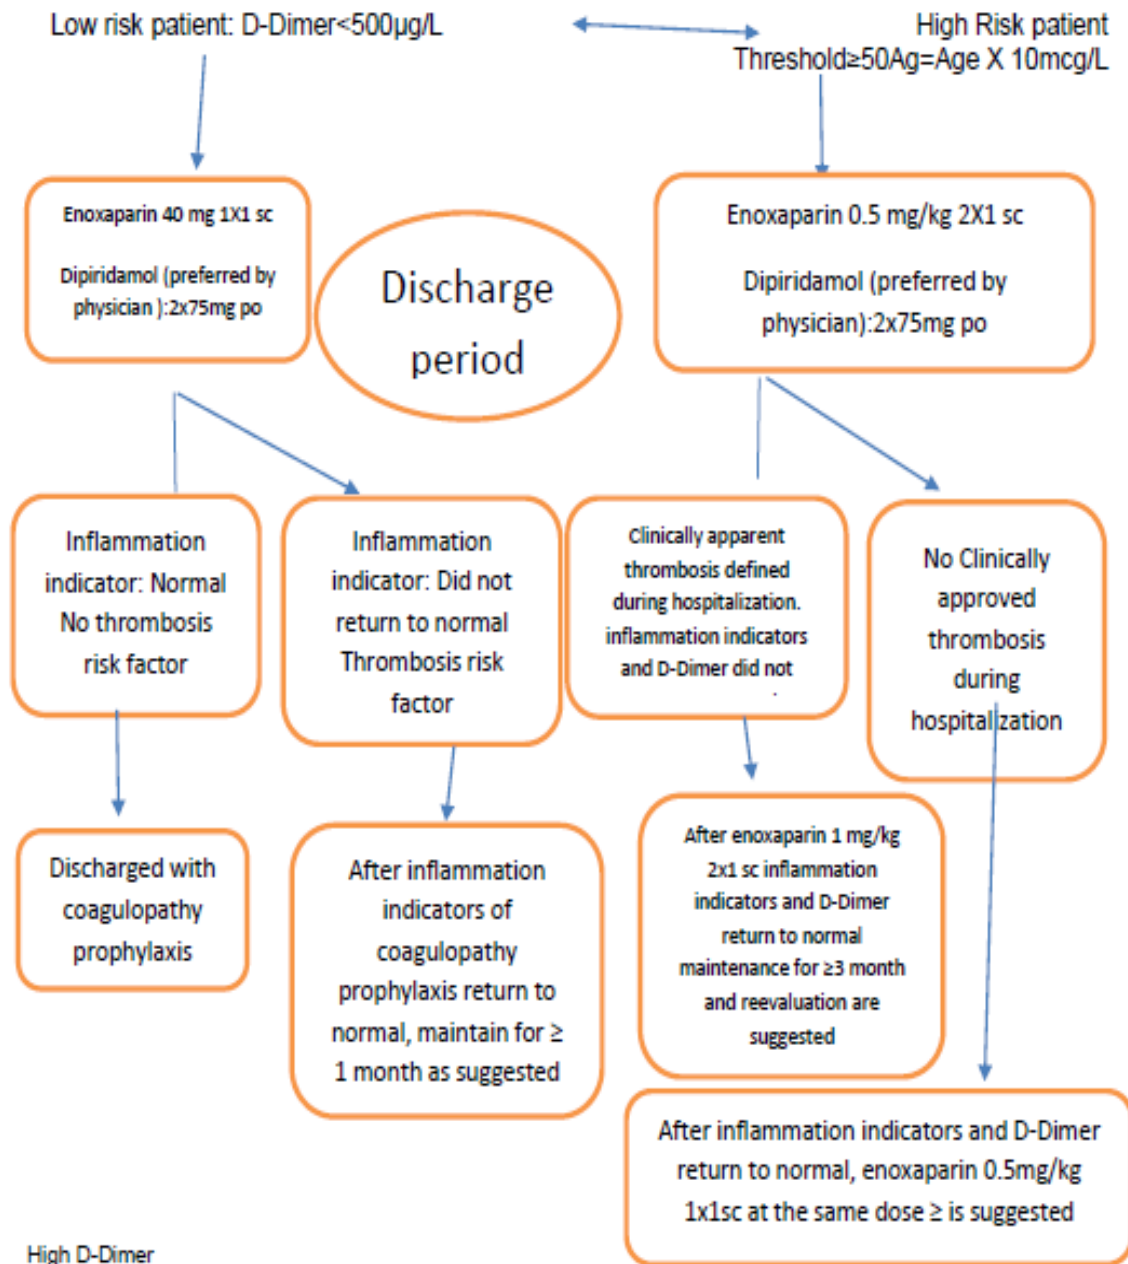 Low risk patient: D-Dimer<500µg/L
High Risk patient
Threshold≥50Ag=Age X 10mcg/L
Enoxaparin 40 mg 1X1 sc
Dipiridamol (preferred by
physician ):2x75mg po
Discharge
period
Enoxaparin 0.5 mg/kg 2X1 sc
Dipiridamol (preferred by
physician):2x75mg po
Inflammation
indicator: Normal
No thrombosis
risk factor
Inflammation
indicator: Did not
return to normal
Thrombosis risk
factor
Clinically apparent
thrombosis defined
during hospitalization.
inflammation indicators
and D-Dimer did not
No Clinically
approved
thrombosis
during
hospitalization
Discharged with
coagulopathy
prophylaxis
After inflammation
indicators of
coagulopathy
prophylaxis return to
normal, maintain for ≥
1 month as suggested
After enoxaparin 1 mg/kg
2x1 sc inflammation
indicators and D-Dimer
return to normal
maintenance for ≥3 month
and reevaluation are
suggested
After inflammation indicators and D-Dimer
return to normal, enoxaparin 0.5mg/kg
1x1sc at the same dose ≥ is suggested
High D-Dimer